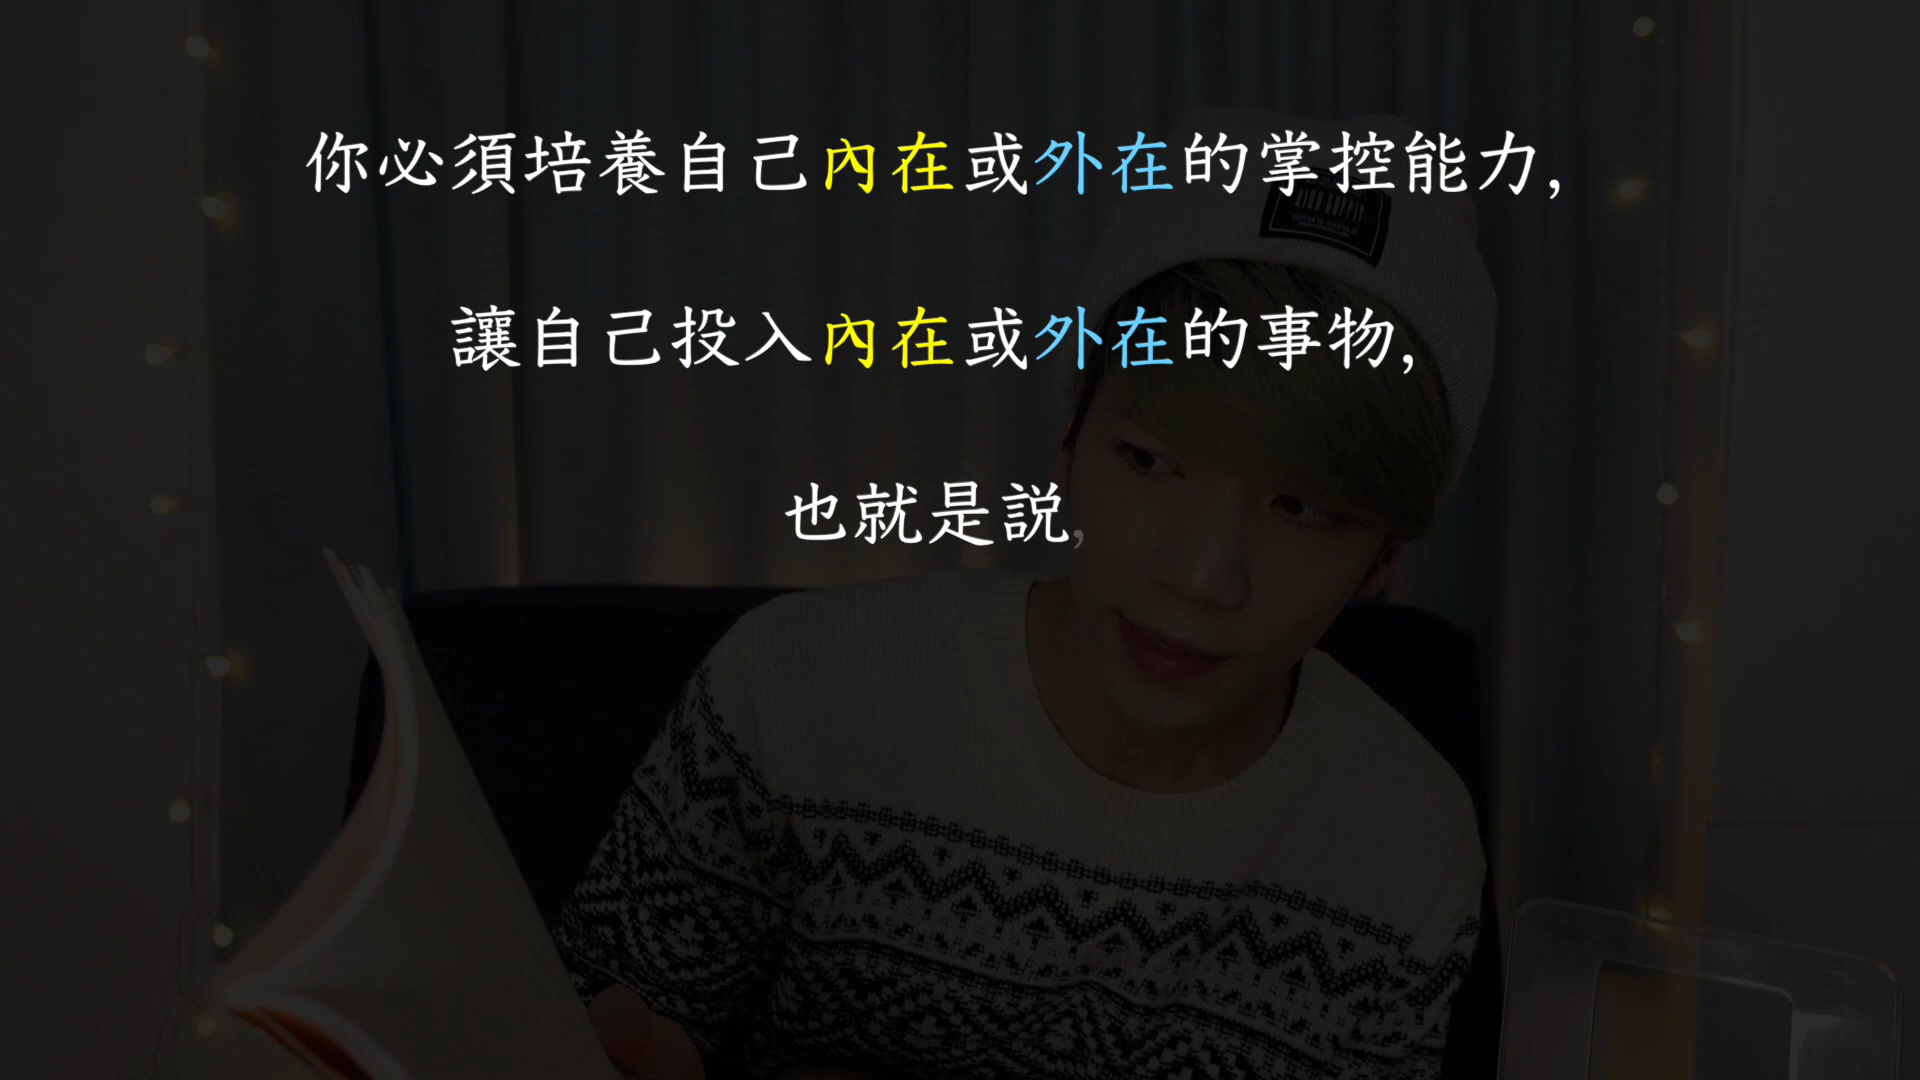 你必須培養自己內在或外在的掌控能力,
讓自己投入內在或外在的事物,
也就是説,